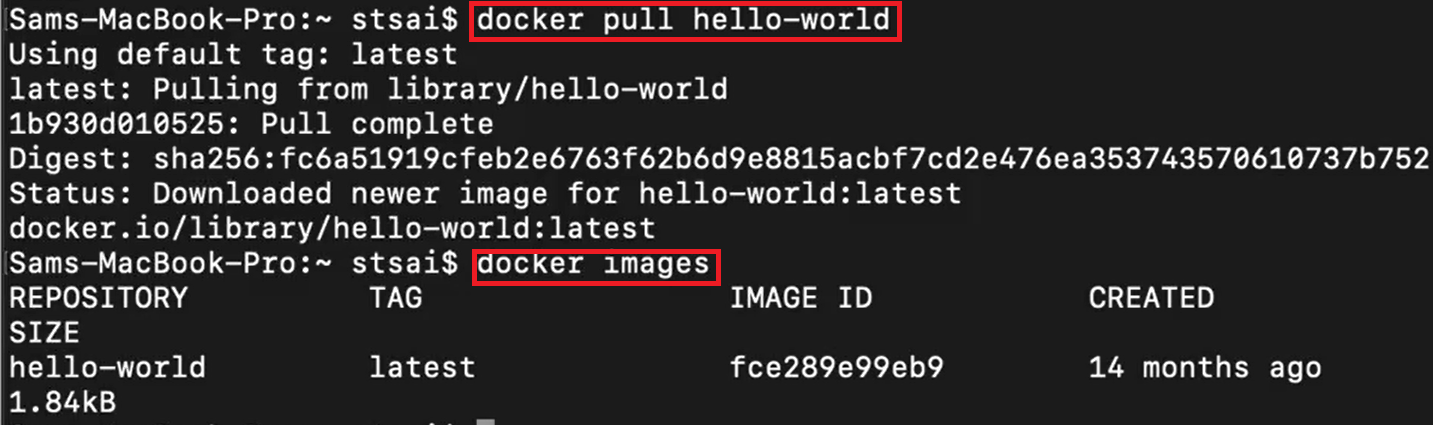 Sams-MacBook-Pro:~ stsai$ docker pull hello-world
Using default tag: latest
latest: Pulling from library/hello-world
1b930d010525: Pull complete
Digest: sha256:fc6a51919cfeb2e6763f62b6d9e8815acbf7cd2e476ea353743570610737b752
Status: Downloaded newer image for hello-world:latest
docker.io/library/hello-world:latest
Sams-MacBook-Pro:~ stsai$ docker images
REPOSITORY TAG IMAGE ID CREATED
SIZE
hello-world latest fce289e99eb9 14 months ago
1.84kB